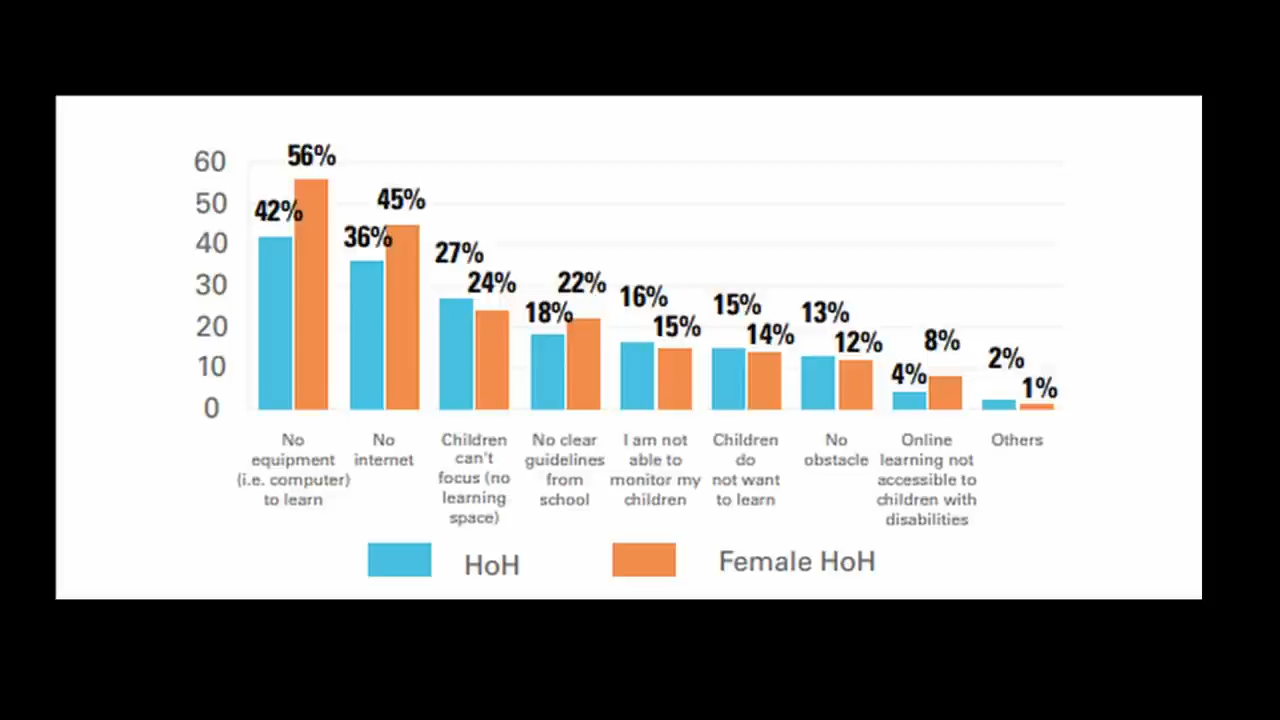 60
50
40
30
20
10
0
42%
56%
36%
45%
27%
24%
18%
22%
16%
15%
15%
14%
13%
12%
4%
8%
2%
1%
No
equipment
(i.e. computer)
to learn
No
internet
Children
can't
focus (no
learning
space)
No clear
guidelines
from
school
I am not
able to
monitor my
children
Children
do
not want
to learn
No
obstacle
Online
learning not
accessible to
children with
disabilities
Others
HoH
Female HoH